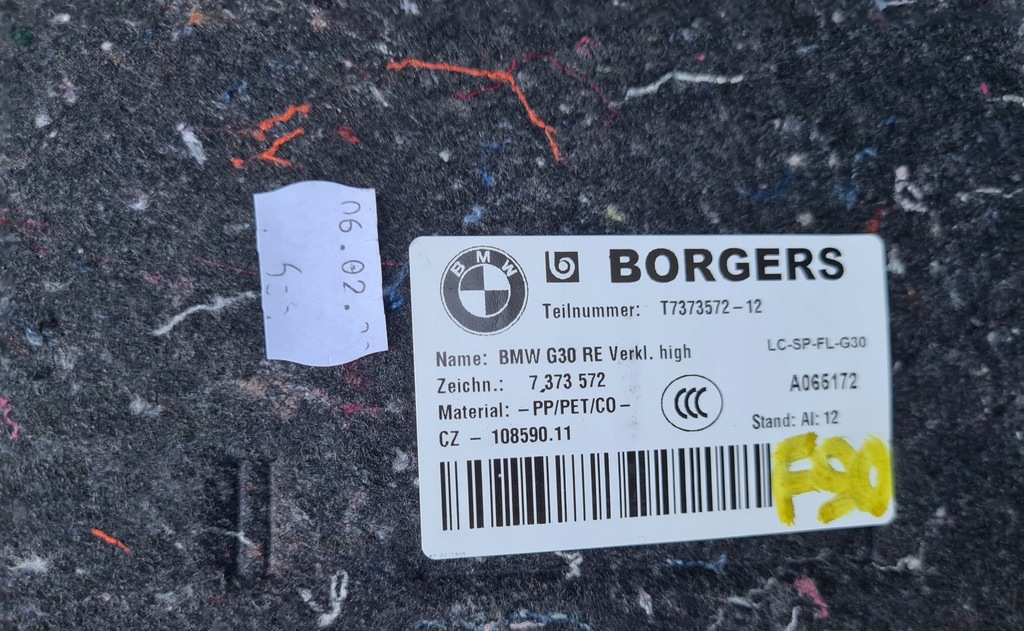 06.02.
BMW
BORGERS
Teilnummer: T7373572-12
Name: BMW G30 RE Verkl. high
LC-SP-FL-G30
Zeichn.: 7.373 572
A066172
Material: -PP/PET/CO-
CCC
Stand: AI: 12
CZ - 108590.11
F90